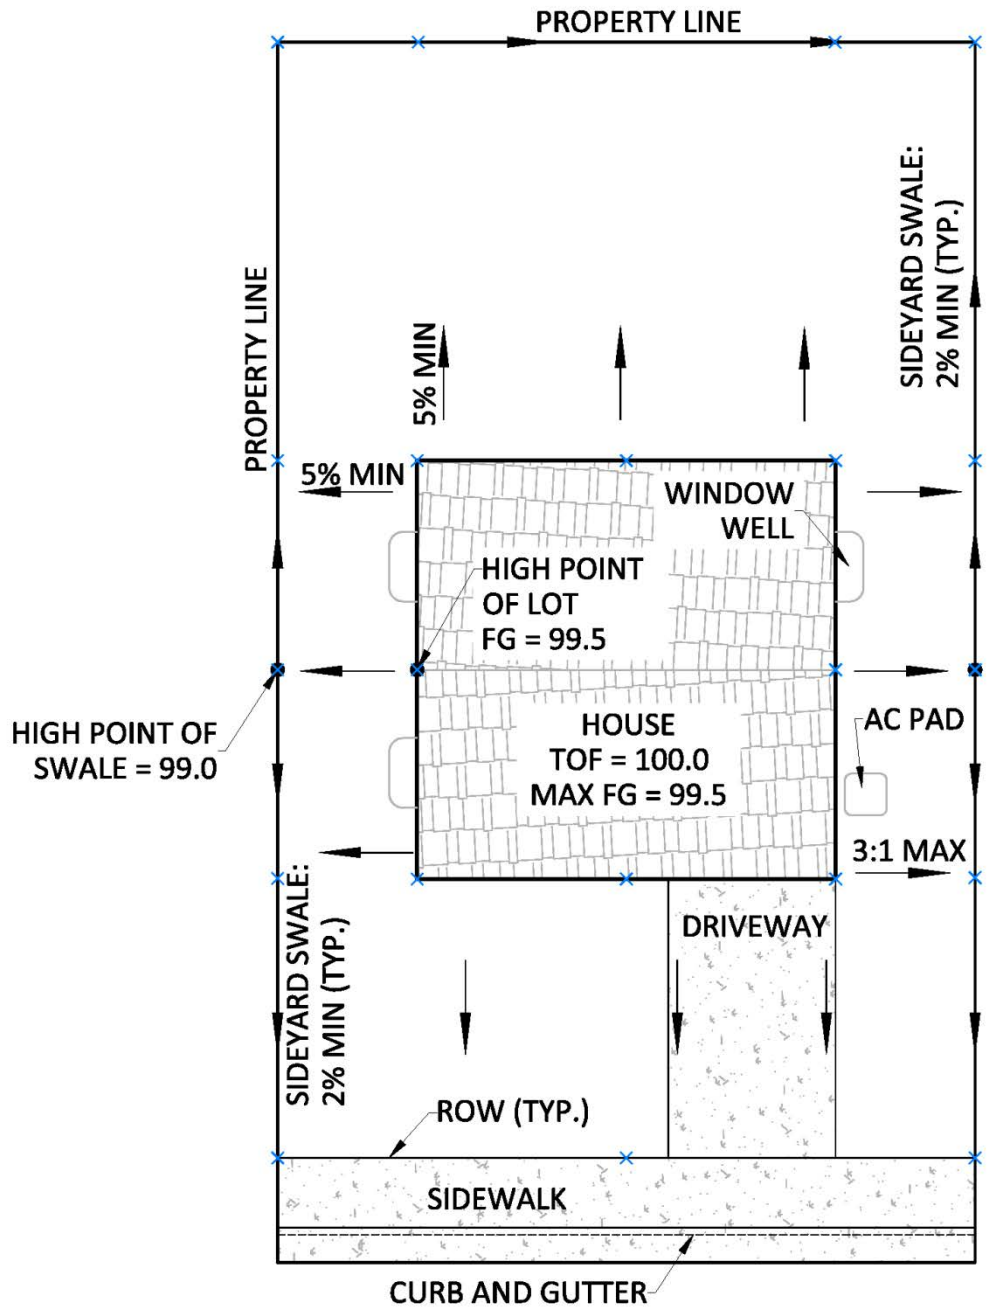 PROPERTY LINE
SIDEYARD SWALE:
2% MIN (TYP.)
PROPERTY LINE
5% MIN
5% MIN
WINDOW
WELL
HIGH POINT
OF LOT
FG = 99.5
HIGH POINT OF
SWALE = 99.0
HOUSE
TOF = 100.0
MAX FG = 99.5
AC PAD
3:1 MAX
SIDEYARD SWALE:
2% MIN (TYP.)
DRIVEWAY
ROW (TYP.)
SIDEWALK
CURB AND GUTTER